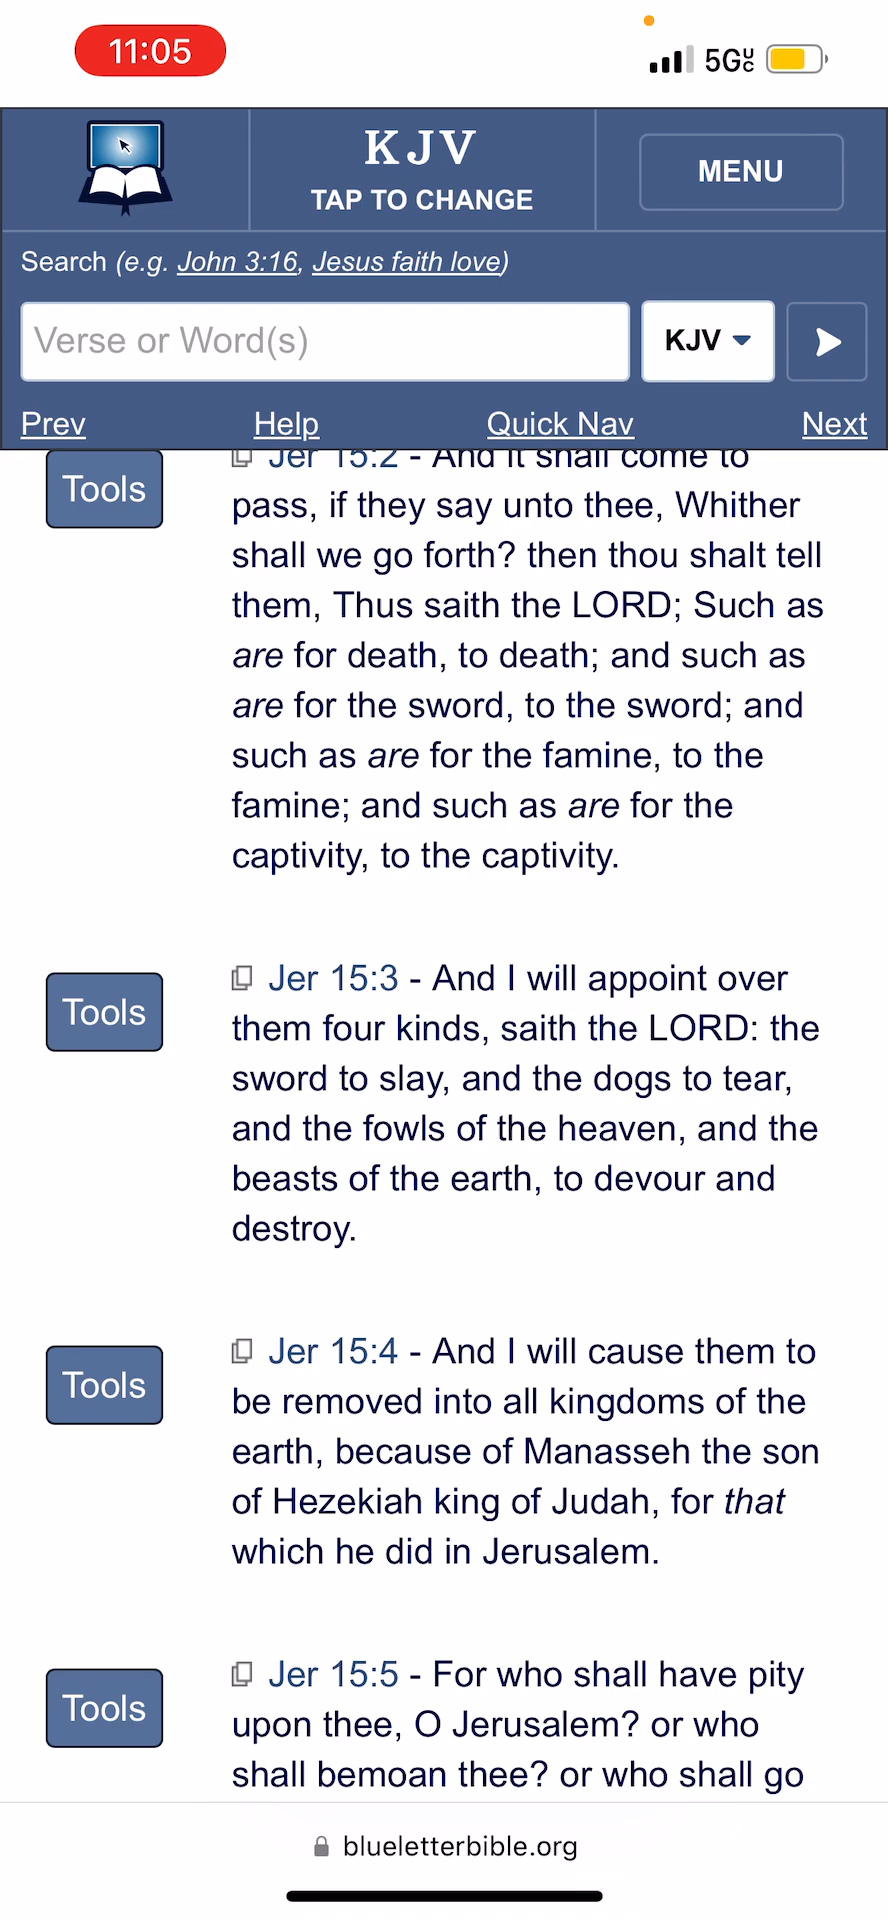 11:05
5G UC
KJV
TAP TO CHANGE
MENU
Search (e.g. John 3:16, Jesus faith love)
Verse or Word(s)
KJV
Prev Help Quick Nav Next
Tools
Jer 15:2 - And it shall come to
pass, if they say unto thee, Whither
shall we go forth? then thou shalt tell
them, Thus saith the LORD; Such as
are for death, to death; and such as
are for the sword, to the sword; and
such as are for the famine, to the
famine; and such as are for the
captivity, to the captivity.
Tools
Jer 15:3 - And I will appoint over
them four kinds, saith the LORD: the
sword to slay, and the dogs to tear,
and the fowls of the heaven, and the
beasts of the earth, to devour and
destroy.
Tools
Jer 15:4 - And I will cause them to
be removed into all kingdoms of the
earth, because of Manasseh the son
of Hezekiah king of Judah, for that
which he did in Jerusalem.
Tools
Jer 15:5 - For who shall have pity
upon thee, O Jerusalem? or who
shall bemoan thee? or who shall go
blueletterbible.org